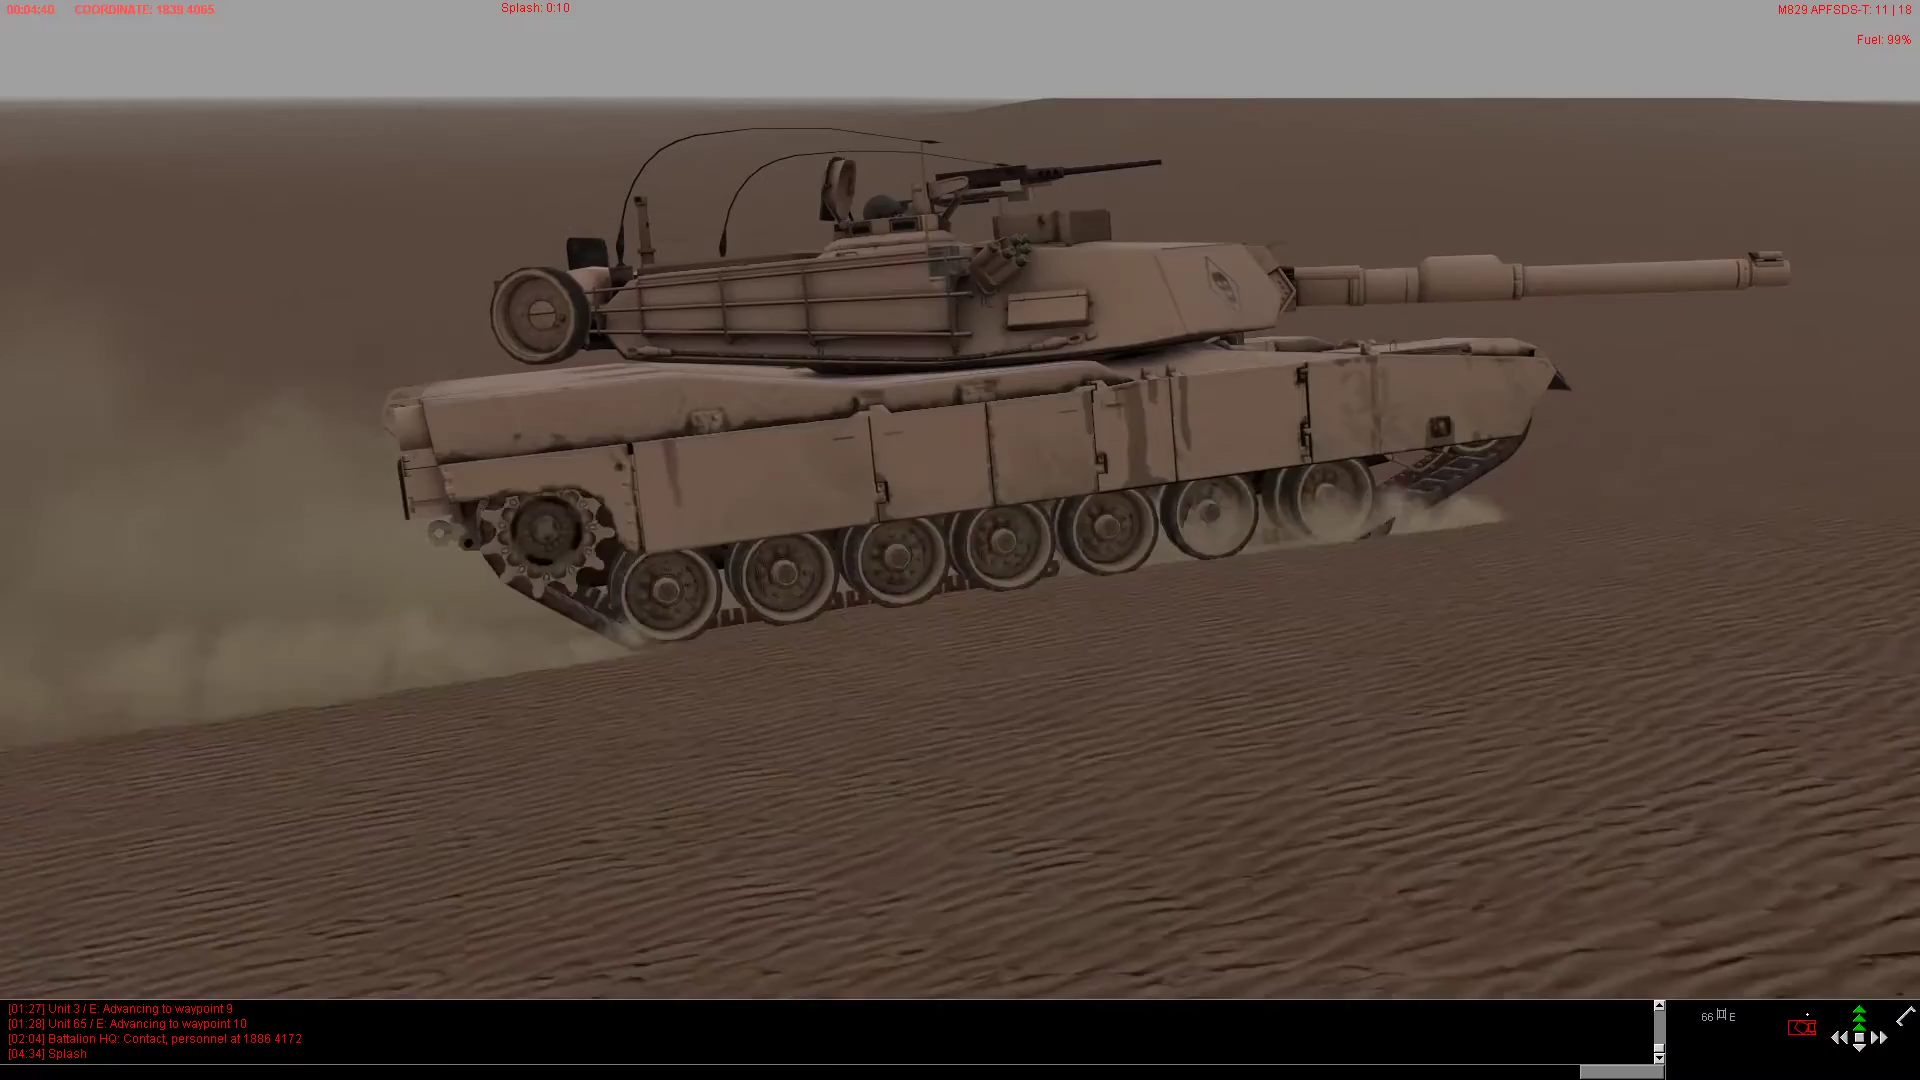 00:04:40 COORDINATE: 1839 4065
Splash: 0:10
M829 APFSDS-T: 11 | 18
Fuel: 99%
[01:27] Unit 3 / E: Advancing to waypoint 9
[01:28] Unit 65 / E: Advancing to waypoint 10
[02:04] Battalion HQ: Contact, personnel at 1886 4172
[04:34] Splash
66 E